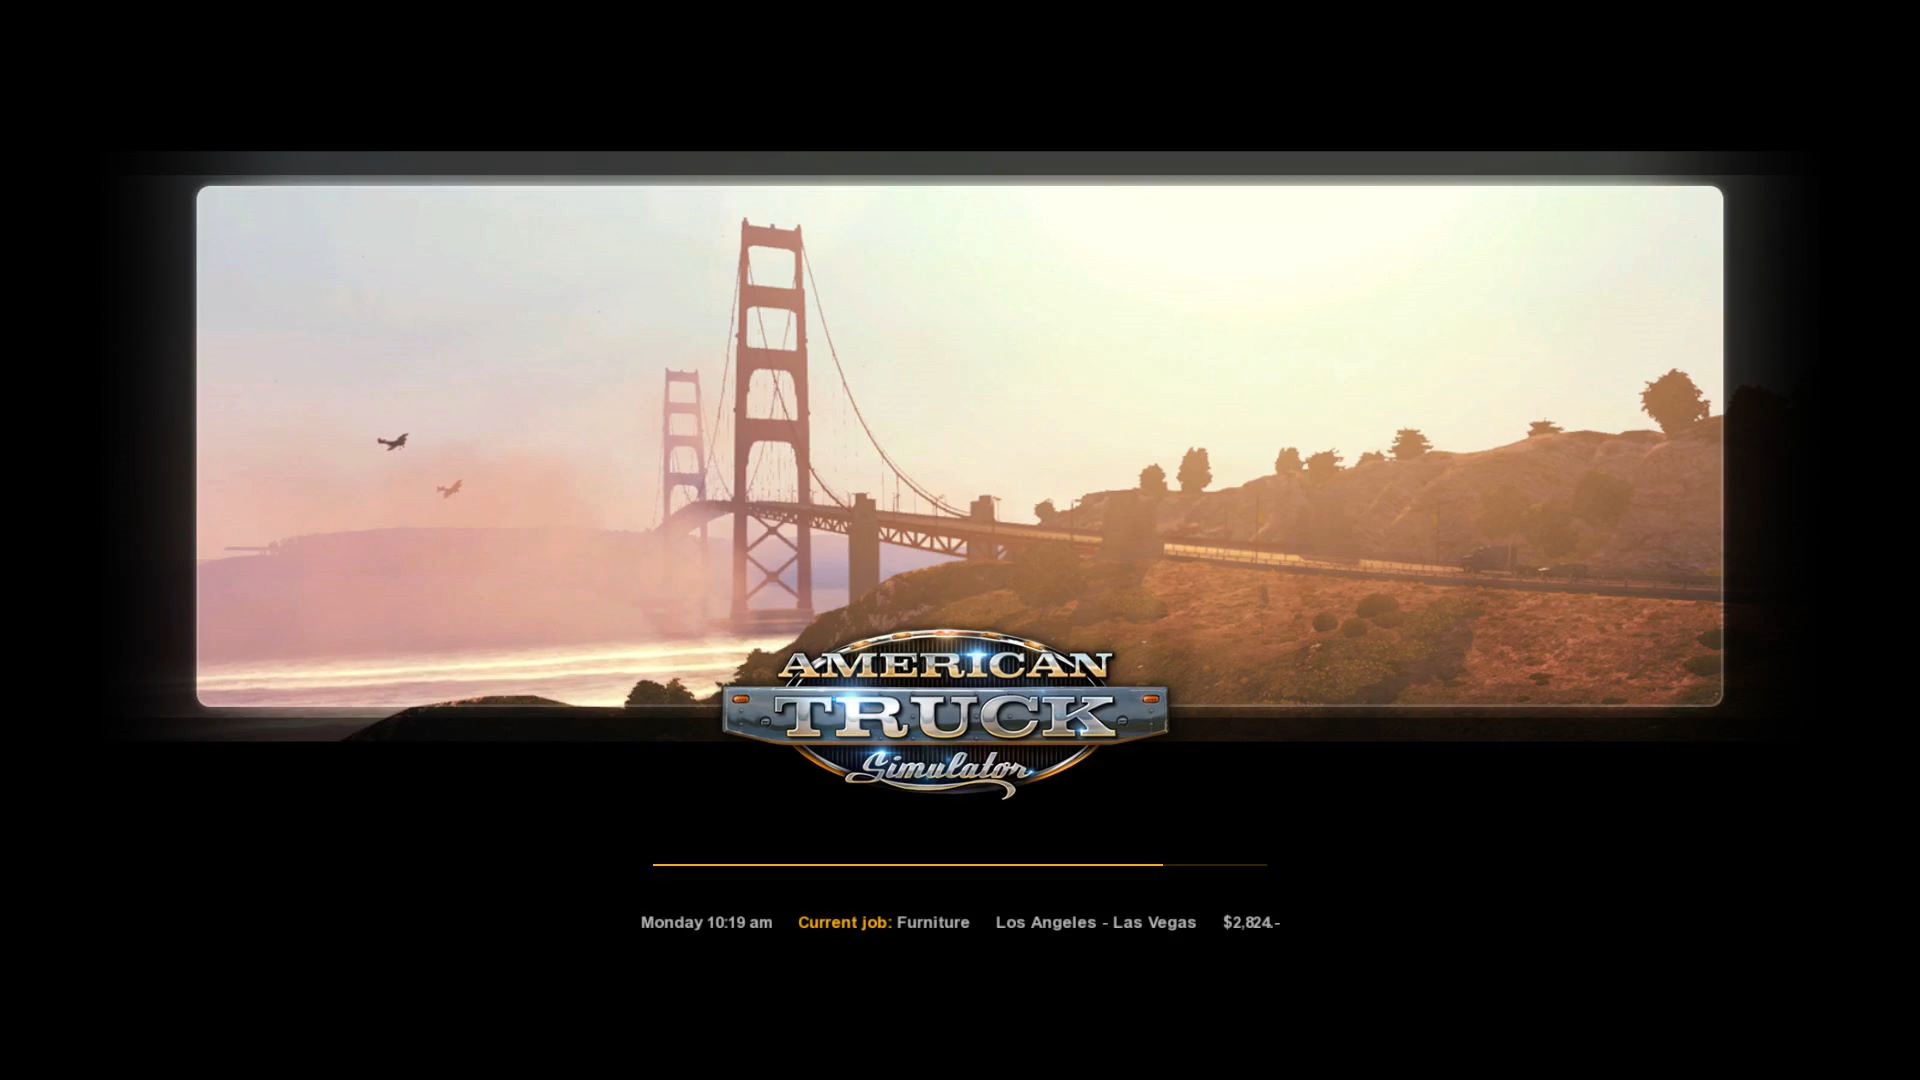 AMERICAN
TRUCK
Simulator
Monday 10:19 am Current job: Furniture Los Angeles - Las Vegas $2,824.-